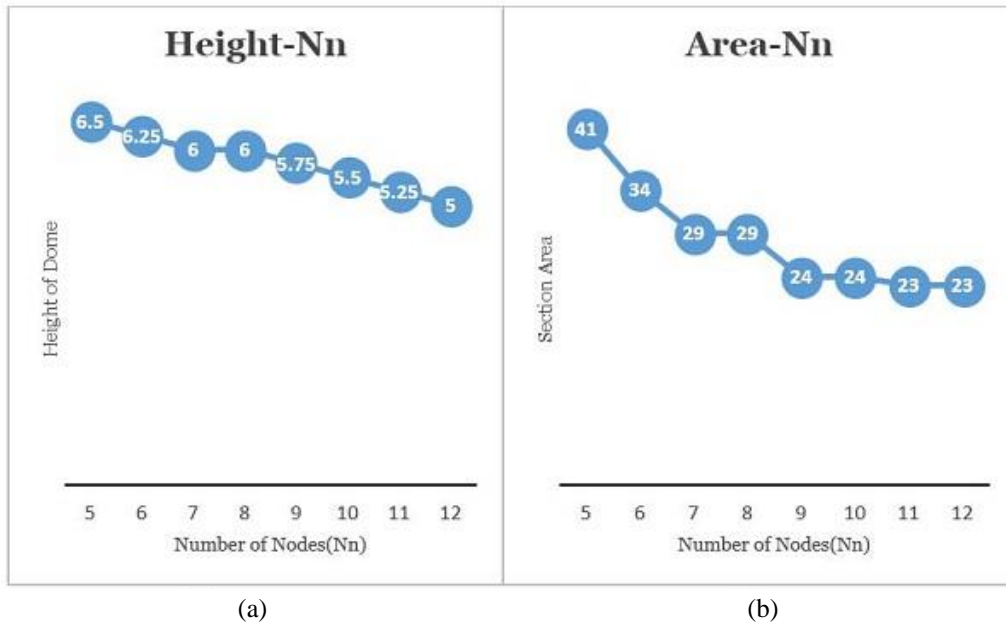 Height-Nn
6.5
6.25
6
6
5.75
5.5
5.25
5
Height of Dome
5 6 7 8 9 10 11 12
Number of Nodes(Nn)
(a)
Area-Nn
41
34
29
29
24
24
23
23
Section Area
5 6 7 8 9 10 11 12
Number of Nodes(Nn)
(b)